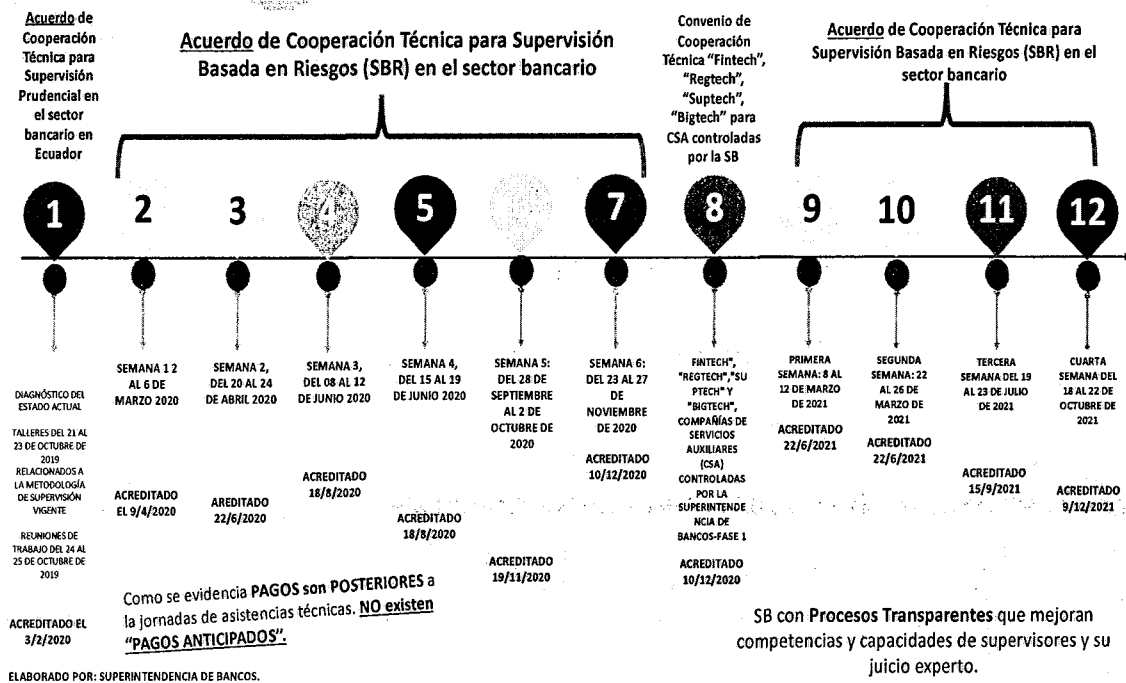 Acuerdo de
Cooperación
Técnica para
Supervisión
Prudencial en
el sector
bancario en
Ecuador
Acuerdo de Cooperación Técnica para Supervisión
Basada en Riesgos (SBR) en el sector bancario
Convenio de
Cooperación
Técnica "Fintech",
"Regtech",
"Suptech",
"Bigtech" para
CSA controladas
por la SB
Acuerdo de Cooperación Técnica para
Supervisión Basada en Riesgos (SBR) en el
sector bancario
1
2
3
4
5
7
8
9
10
11
12
DIAGNÓSTICO DEL
ESTADO ACTUAL
TALLERES DEL 21 AL
23 DE OCTUBRE DE
2019
RELACIONADOS A
LA METODOLOGÍA
DE SUPERVISIÓN
VIGENTE
REUNIONES DE
TRABAJO DEL 24 AL
25 DE OCTUBRE DE
2019
ACREDITADO EL
3/2/2020
SEMANA 1 2
AL 6 DE
MARZO 2020
ACREDITADO
EL 9/4/2020
SEMANA 2,
DEL 20 AL 24
DE ABRIL 2020
AREDITADO
22/6/2020
SEMANA 3,
DEL 08 AL 12
DE JUNIO 2020
ACREDITADO
18/8/2020
SEMANA 4,
DEL 15 AL 19
DE JUNIO 2020
ACREDITADO
18/8/2020
SEMANA 5:
DEL 28 DE
SEPTIEMBRE
AL 2 DE
OCTUBRE DE
2020
ACREDITADO
19/11/2020
SEMANA 6:
DEL 23 AL 27
DE
NOVIEMBRE
DE 2020
ACREDITADO
10/12/2020
FINTECH",
"REGTECH","SU
PTECH" Y
"BIGTECH",
COMPAÑÍAS DE
SERVICIOS
AUXILIARES
(CSA)
CONTROLADAS
POR LA
SUPERINTENDE
NCIA DE
BANCOS-FASE 1
ACREDITADO
10/12/2020
PRIMERA
SEMANA: 8 AL
12 DE MARZO
DE 2021
ACREDITADO
22/6/2021
SEGUNDA
SEMANA: 22
AL 26 DE
MARZO DE
2021
ACREDITADO
22/6/2021
TERCERA
SEMANA DEL 19
AL 23 DE JULIO
DE 2021
ACREDITADO
15/9/2021
CUARTA
SEMANA DEL
18 AL 22 DE
OCTUBRE DE
2021
ACREDITADO
9/12/2021
Como se evidencia PAGOS son POSTERIORES a
la jornadas de asistencias técnicas. NO existen
"PAGOS ANTICIPADOS".
SB con Procesos Transparentes que mejoran
competencias y capacidades de supervisores y su
juicio experto.
ELABORADO POR: SUPERINTENDENCIA DE BANCOS.